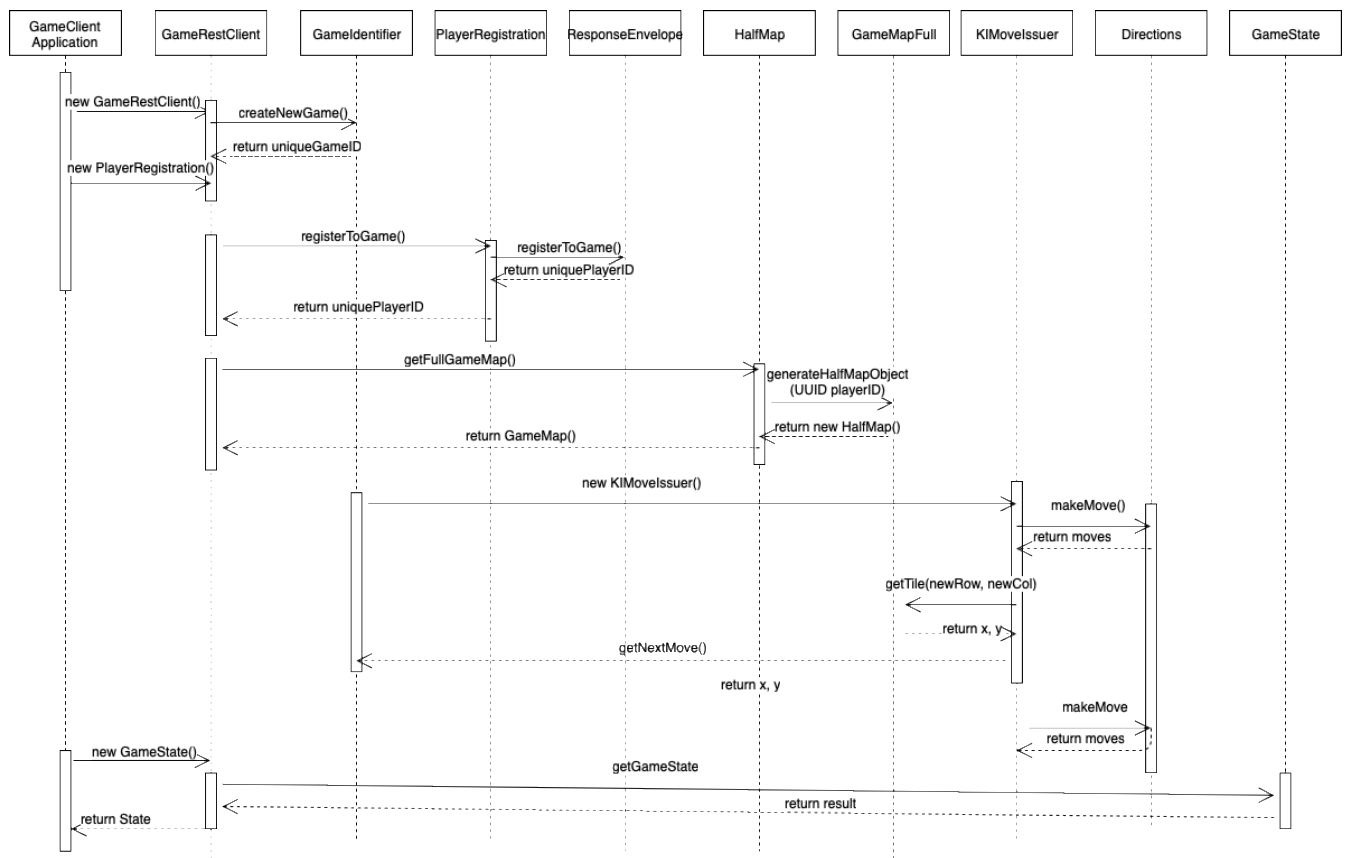 GameClient
Application
GameRestClient
GameIdentifier
PlayerRegistration
ResponseEnvelope
HalfMap
GameMapFull
KIMoveIssuer
Directions
GameState
new GameRestClient()
createNewGame()
return uniqueGameID
new PlayerRegistration()
registerToGame()
registerToGame()
return uniquePlayerID
return uniquePlayerID
getFullGameMap()
generateHalfMapObject
(UUID playerID)
return new HalfMap()
return GameMap()
new KIMoveIssuer()
makeMove()
return moves
getTile(newRow, newCol)
return x, y
getNextMove()
return x, y
makeMove
return moves
new GameState()
getGameState
return result
return State